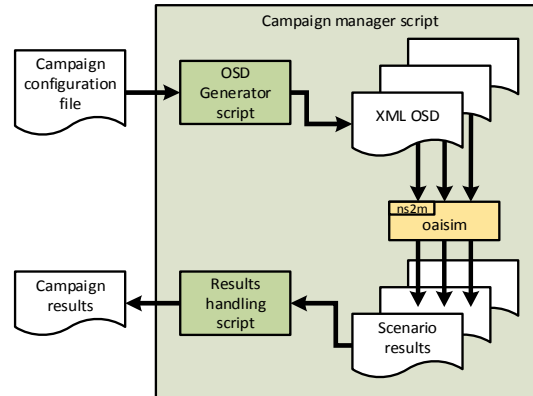 Campaign manager script
Campaign
configuration
file
OSD
Generator
script
XML OSD
ns2m
oaisim
Campaign
results
Results
handling
script
Scenario
results